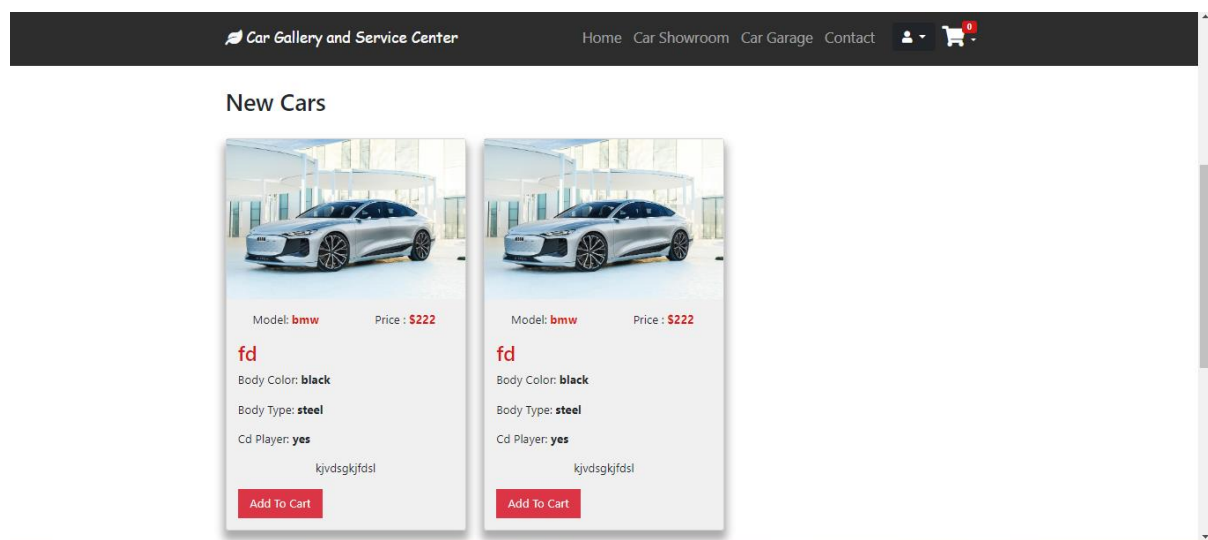 Car Gallery and Service Center Home Car Showroom Car Garage Contact 0
New Cars
Model: bmw Price : $222
fd
Body Color: black
Body Type: steel
Cd Player: yes
kjvdsgkjfdsl
Add To Cart
Model: bmw Price : $222
fd
Body Color: black
Body Type: steel
Cd Player: yes
kjvdsgkjfdsl
Add To Cart